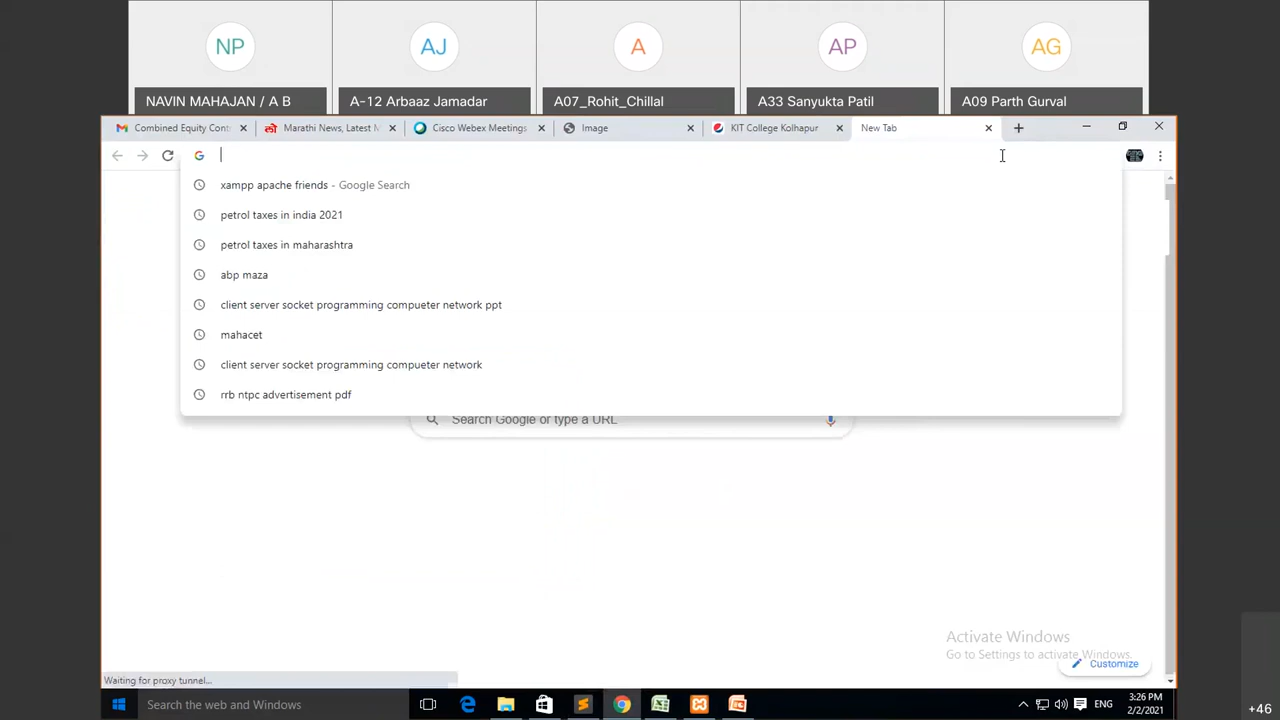 NP
AJ
A
AP
AG
NAVIN MAHAJAN / A B
A-12 Arbaaz Jamadar
A07_Rohit_Chillal
A33 Sanyukta Patil
A09 Parth Gurval
Combined Equity Cont
Marathi News, Latest M
Cisco Webex Meetings
Image
KIT College Kolhapur
New Tab
xampp apache friends - Google Search
petrol taxes in india 2021
petrol taxes in maharashtra
abp maza
client server socket programming compueter network ppt
mahacet
client server socket programming compueter network
rrb ntpc advertisement pdf
Search Google or type a URL
Activate Windows
Go to Settings to activate Windows.
Customize
Waiting for proxy tunnel...
Search the web and Windows
ENG
3:26 PM
2/2/2021
+46